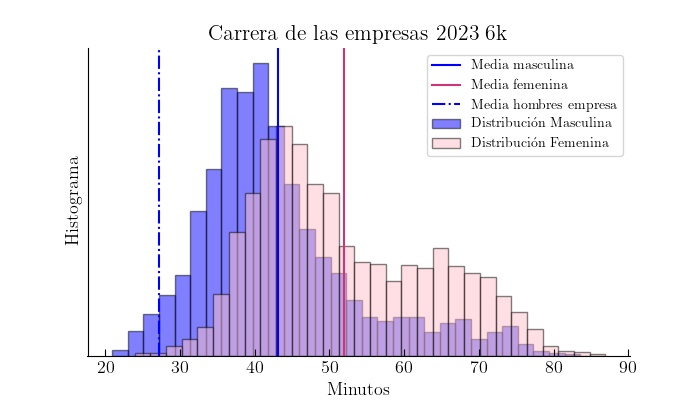 Carrera de las empresas 2023 6k
Media masculina
Media femenina
Media hombres empresa
Distribución Masculina
Distribución Femenina
Histograma
20 30 40 50 60 70 80 90
Minutos